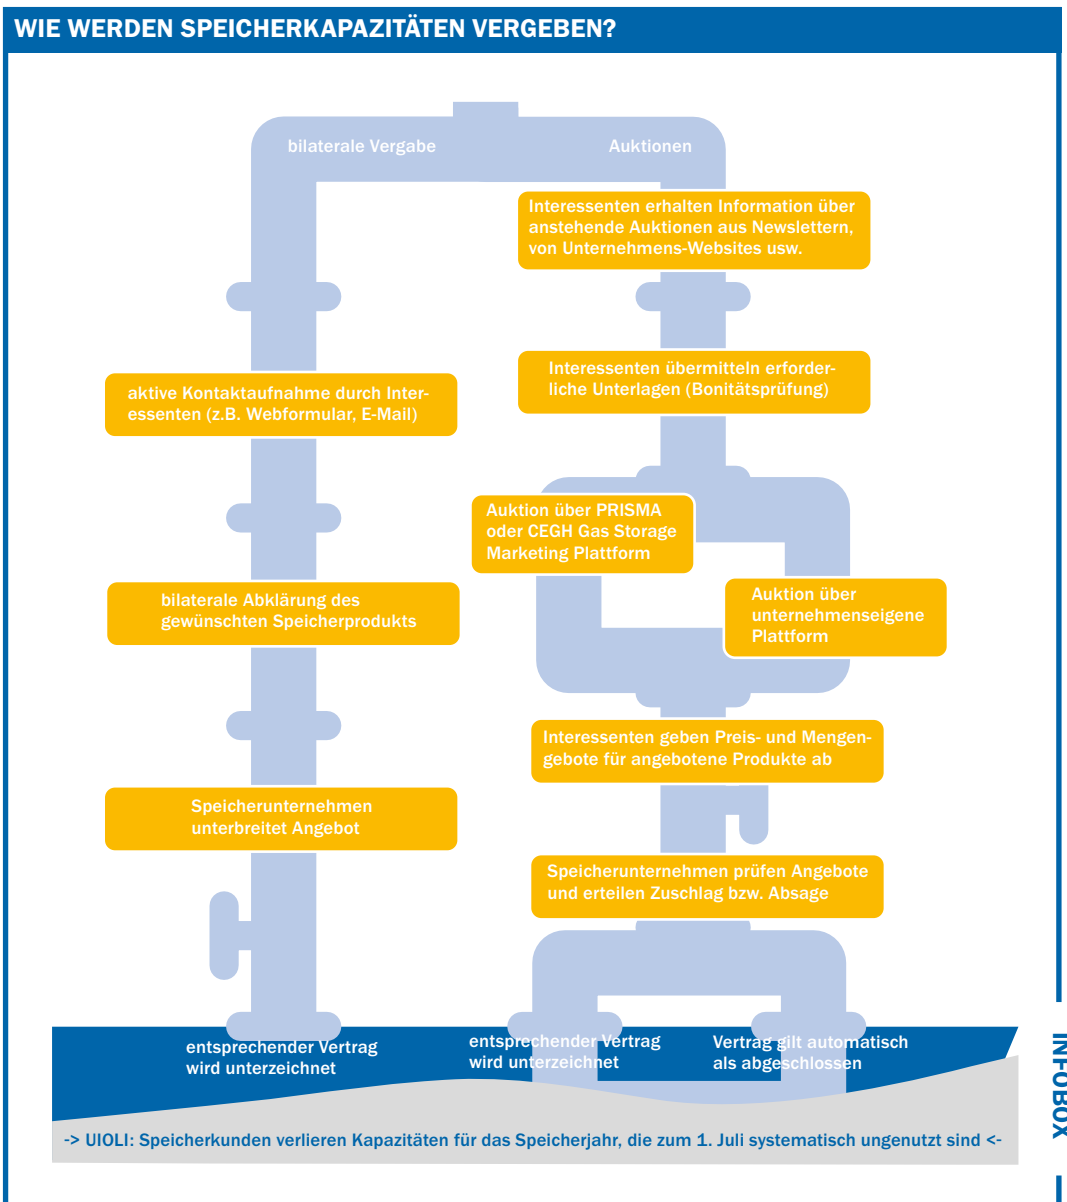 WIE WERDEN SPEICHERKAPAZITÄTEN VERGEBEN?
bilaterale Vergabe
aktive Kontaktaufnahme durch Inter-
essenten (z.B. Webformular, E-Mail)
bilaterale Abklärung des
gewünschten Speicherprodukts
Speicherunternehmen
unterbreitet Angebot
entsprechender Vertrag
wird unterzeichnet
Auktionen
Interessenten erhalten Information über
anstehende Auktionen aus Newslettern,
von Unternehmens-Websites usw.
Interessenten übermitteln erforder-
liche Unterlagen (Bonitätsprüfung)
Auktion über PRISMA
oder CEGH Gas Storage
Marketing Plattform
Auktion über
unternehmenseigene
Plattform
Interessenten geben Preis- und Mengen-
gebote für angebotene Produkte ab
Speicherunternehmen prüfen Angebote
und erteilen Zuschlag bzw. Absage
entsprechender Vertrag
wird unterzeichnet
Vertrag gilt automatisch
als abgeschlossen
-> UIOLI: Speicherkunden verlieren Kapazitäten für das Speicherjahr, die zum 1. Juli systematisch ungenutzt sind <-
INFOBOX